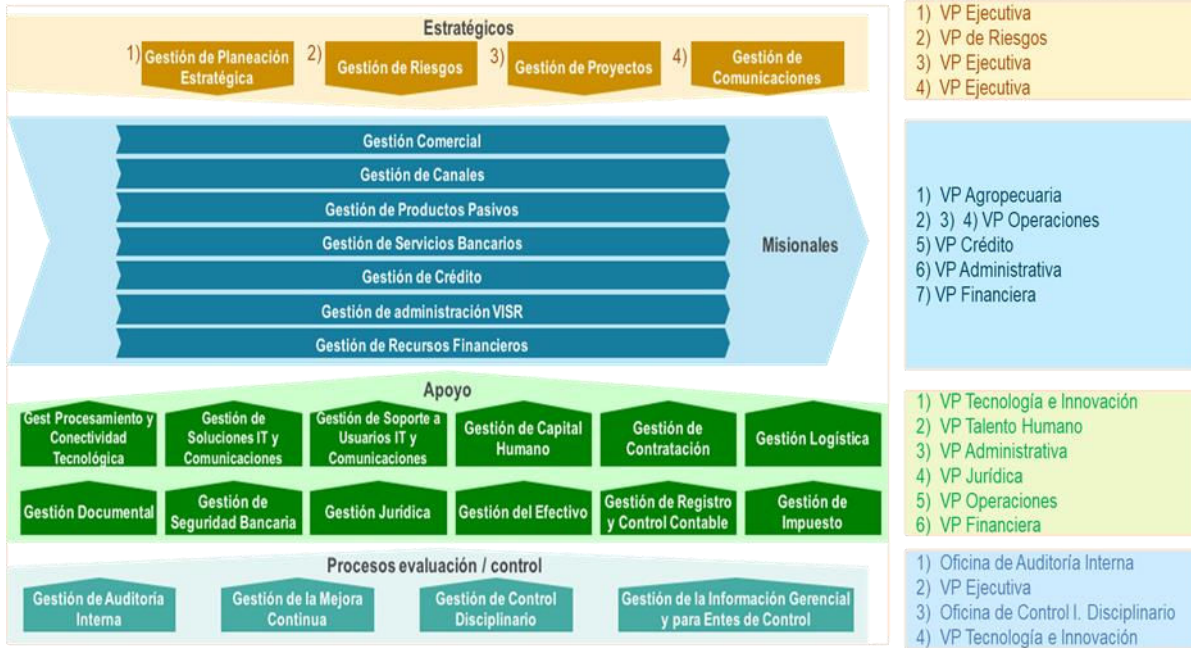 Estratégicos
1) Gestión de Planeación
Estratégica
2) Gestión de Riesgos
3) Gestión de Proyectos
4) Gestión de
Comunicaciones
1) VP Ejecutiva
2) VP de Riesgos
3) VP Ejecutiva
4) VP Ejecutiva
Gestión Comercial
Gestión de Canales
Gestión de Productos Pasivos
Gestión de Servicios Bancarios
Gestión de Crédito
Gestión de administración VISR
Gestión de Recursos Financieros
Misionales
1) VP Agropecuaria
2) 3) 4) VP Operaciones
5) VP Crédito
6) VP Administrativa
7) VP Financiera
Apoyo
Gest Procesamiento y
Conectividad
Tecnológica
Gestión de
Soluciones IT y
Comunicaciones
Gestión de Soporte a
Usuarios IT y
Comunicaciones
Gestión de Capital
Humano
Gestión de
Contratación
Gestión Logística
Gestión Documental
Gestión de
Seguridad Bancaria
Gestión Jurídica
Gestión del Efectivo
Gestión de Registro
y Control Contable
Gestión de
Impuesto
1) VP Tecnología e Innovación
2) VP Talento Humano
3) VP Administrativa
4) VP Jurídica
5) VP Operaciones
6) VP Financiera
Procesos evaluación / control
Gestión de Auditoría
Interna
Gestión de la Mejora
Continua
Gestión de Control
Disciplinario
Gestión de la Información Gerencial
y para Entes de Control
1) Oficina de Auditoría Interna
2) VP Ejecutiva
3) Oficina de Control I. Disciplinario
4) VP Tecnología e Innovación